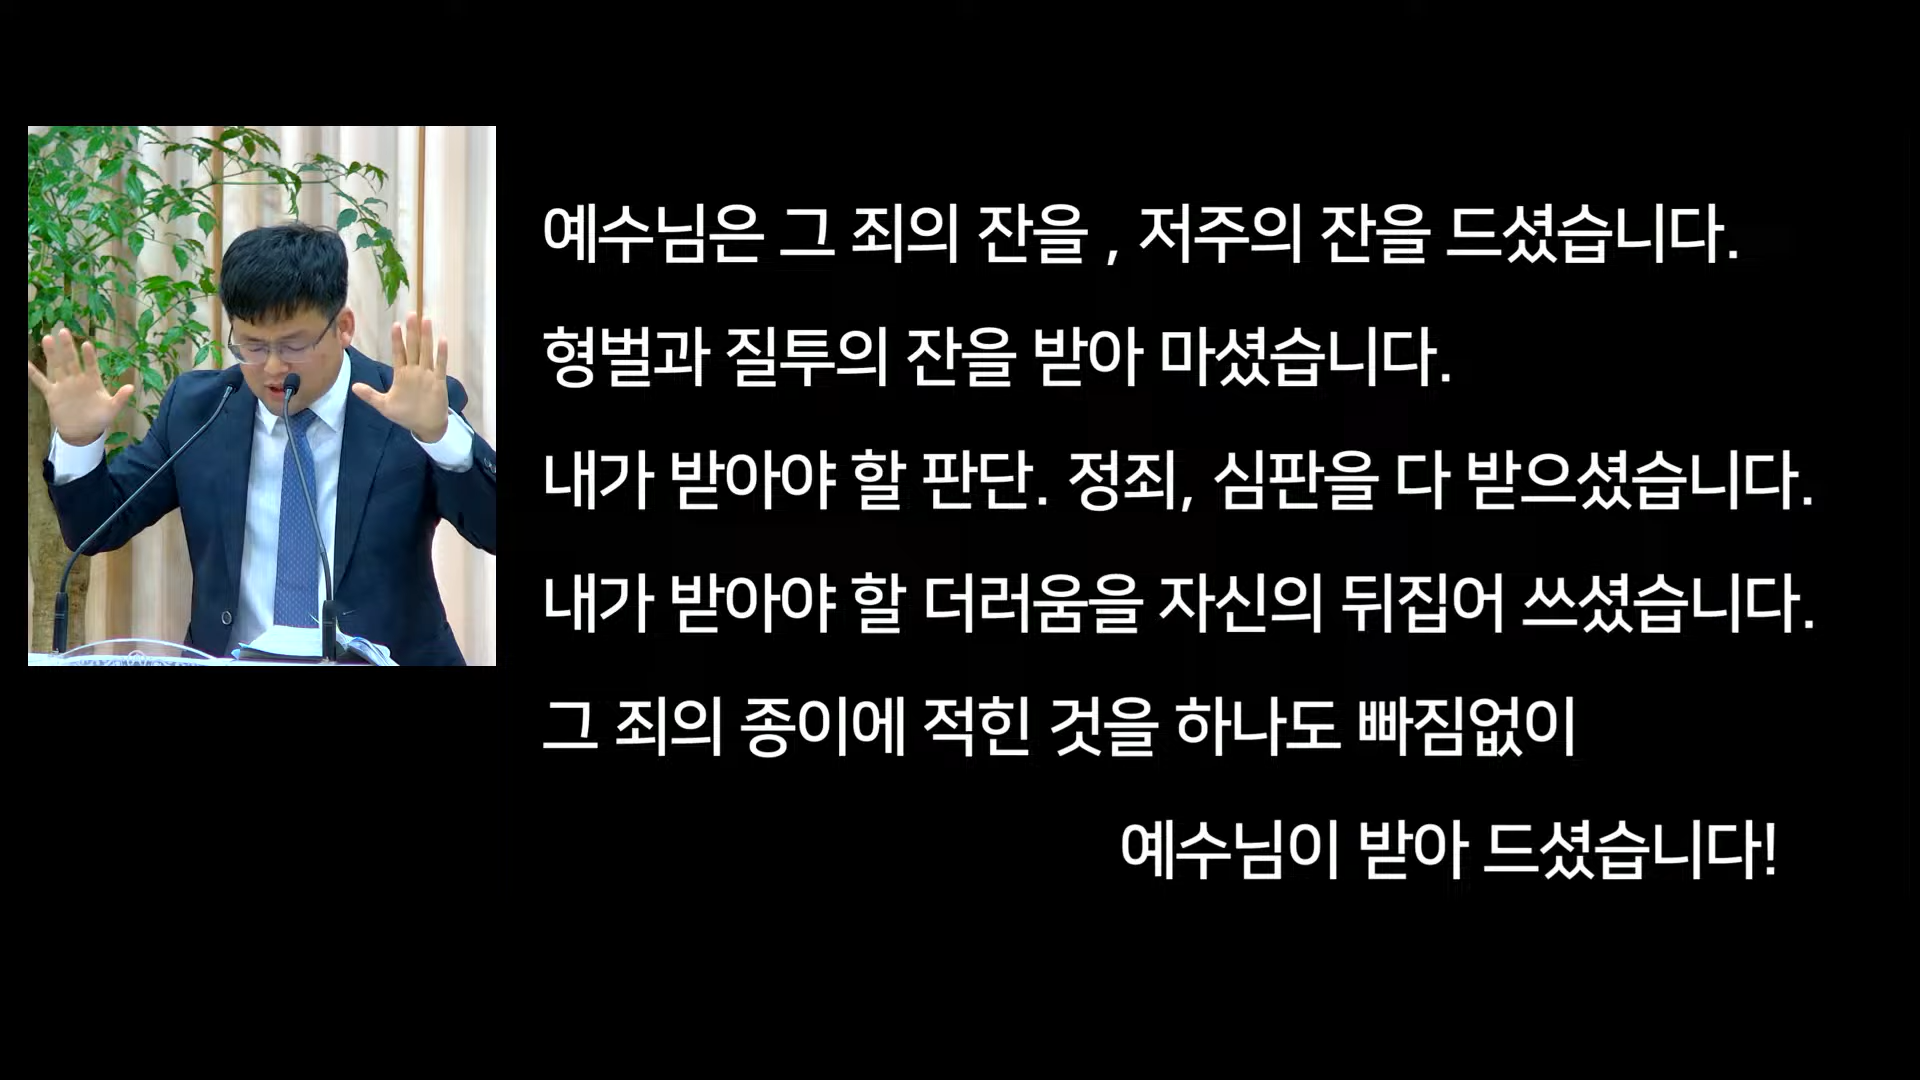 예수님은 그 죄의 잔을 , 저주의 잔을 드셨습니다.
형벌과 질투의 잔을 받아 마셨습니다.
내가 받아야 할 판단. 정죄, 심판을 다 받으셨습니다.
내가 받아야 할 더러움을 자신의 뒤집어 쓰셨습니다.
그 죄의 종이에 적힌 것을 하나도 빠짐없이
예수님이 받아 드셨습니다!